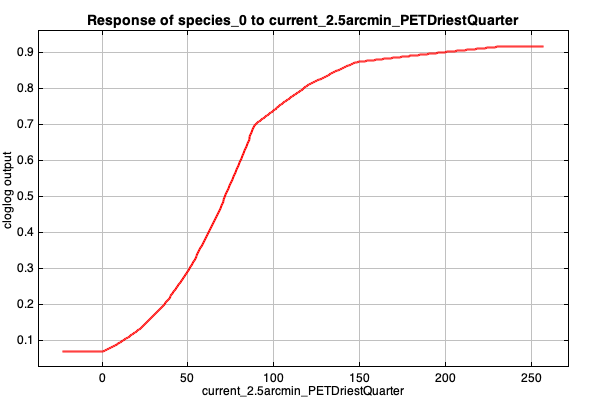 Response of species_0 to current_2.5arcmin_PETDriestQuarter
cloglog output
0.9
0.8
0.7
0.6
0.5
0.4
0.3
0.2
0.1
0 50 100 150 200 250
current_2.5arcmin_PETDriestQuarter